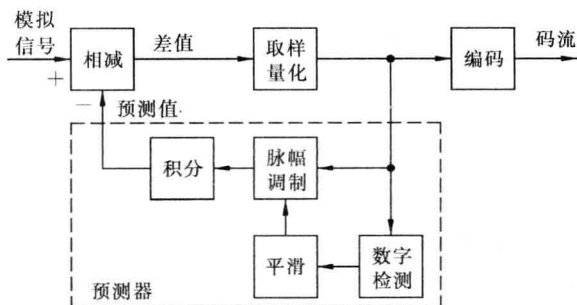 模拟
信号
+
相减
差值
取样
量化
编码
码流
—
预测值
积分
脉幅
调制
平滑
数字
检测
预测器